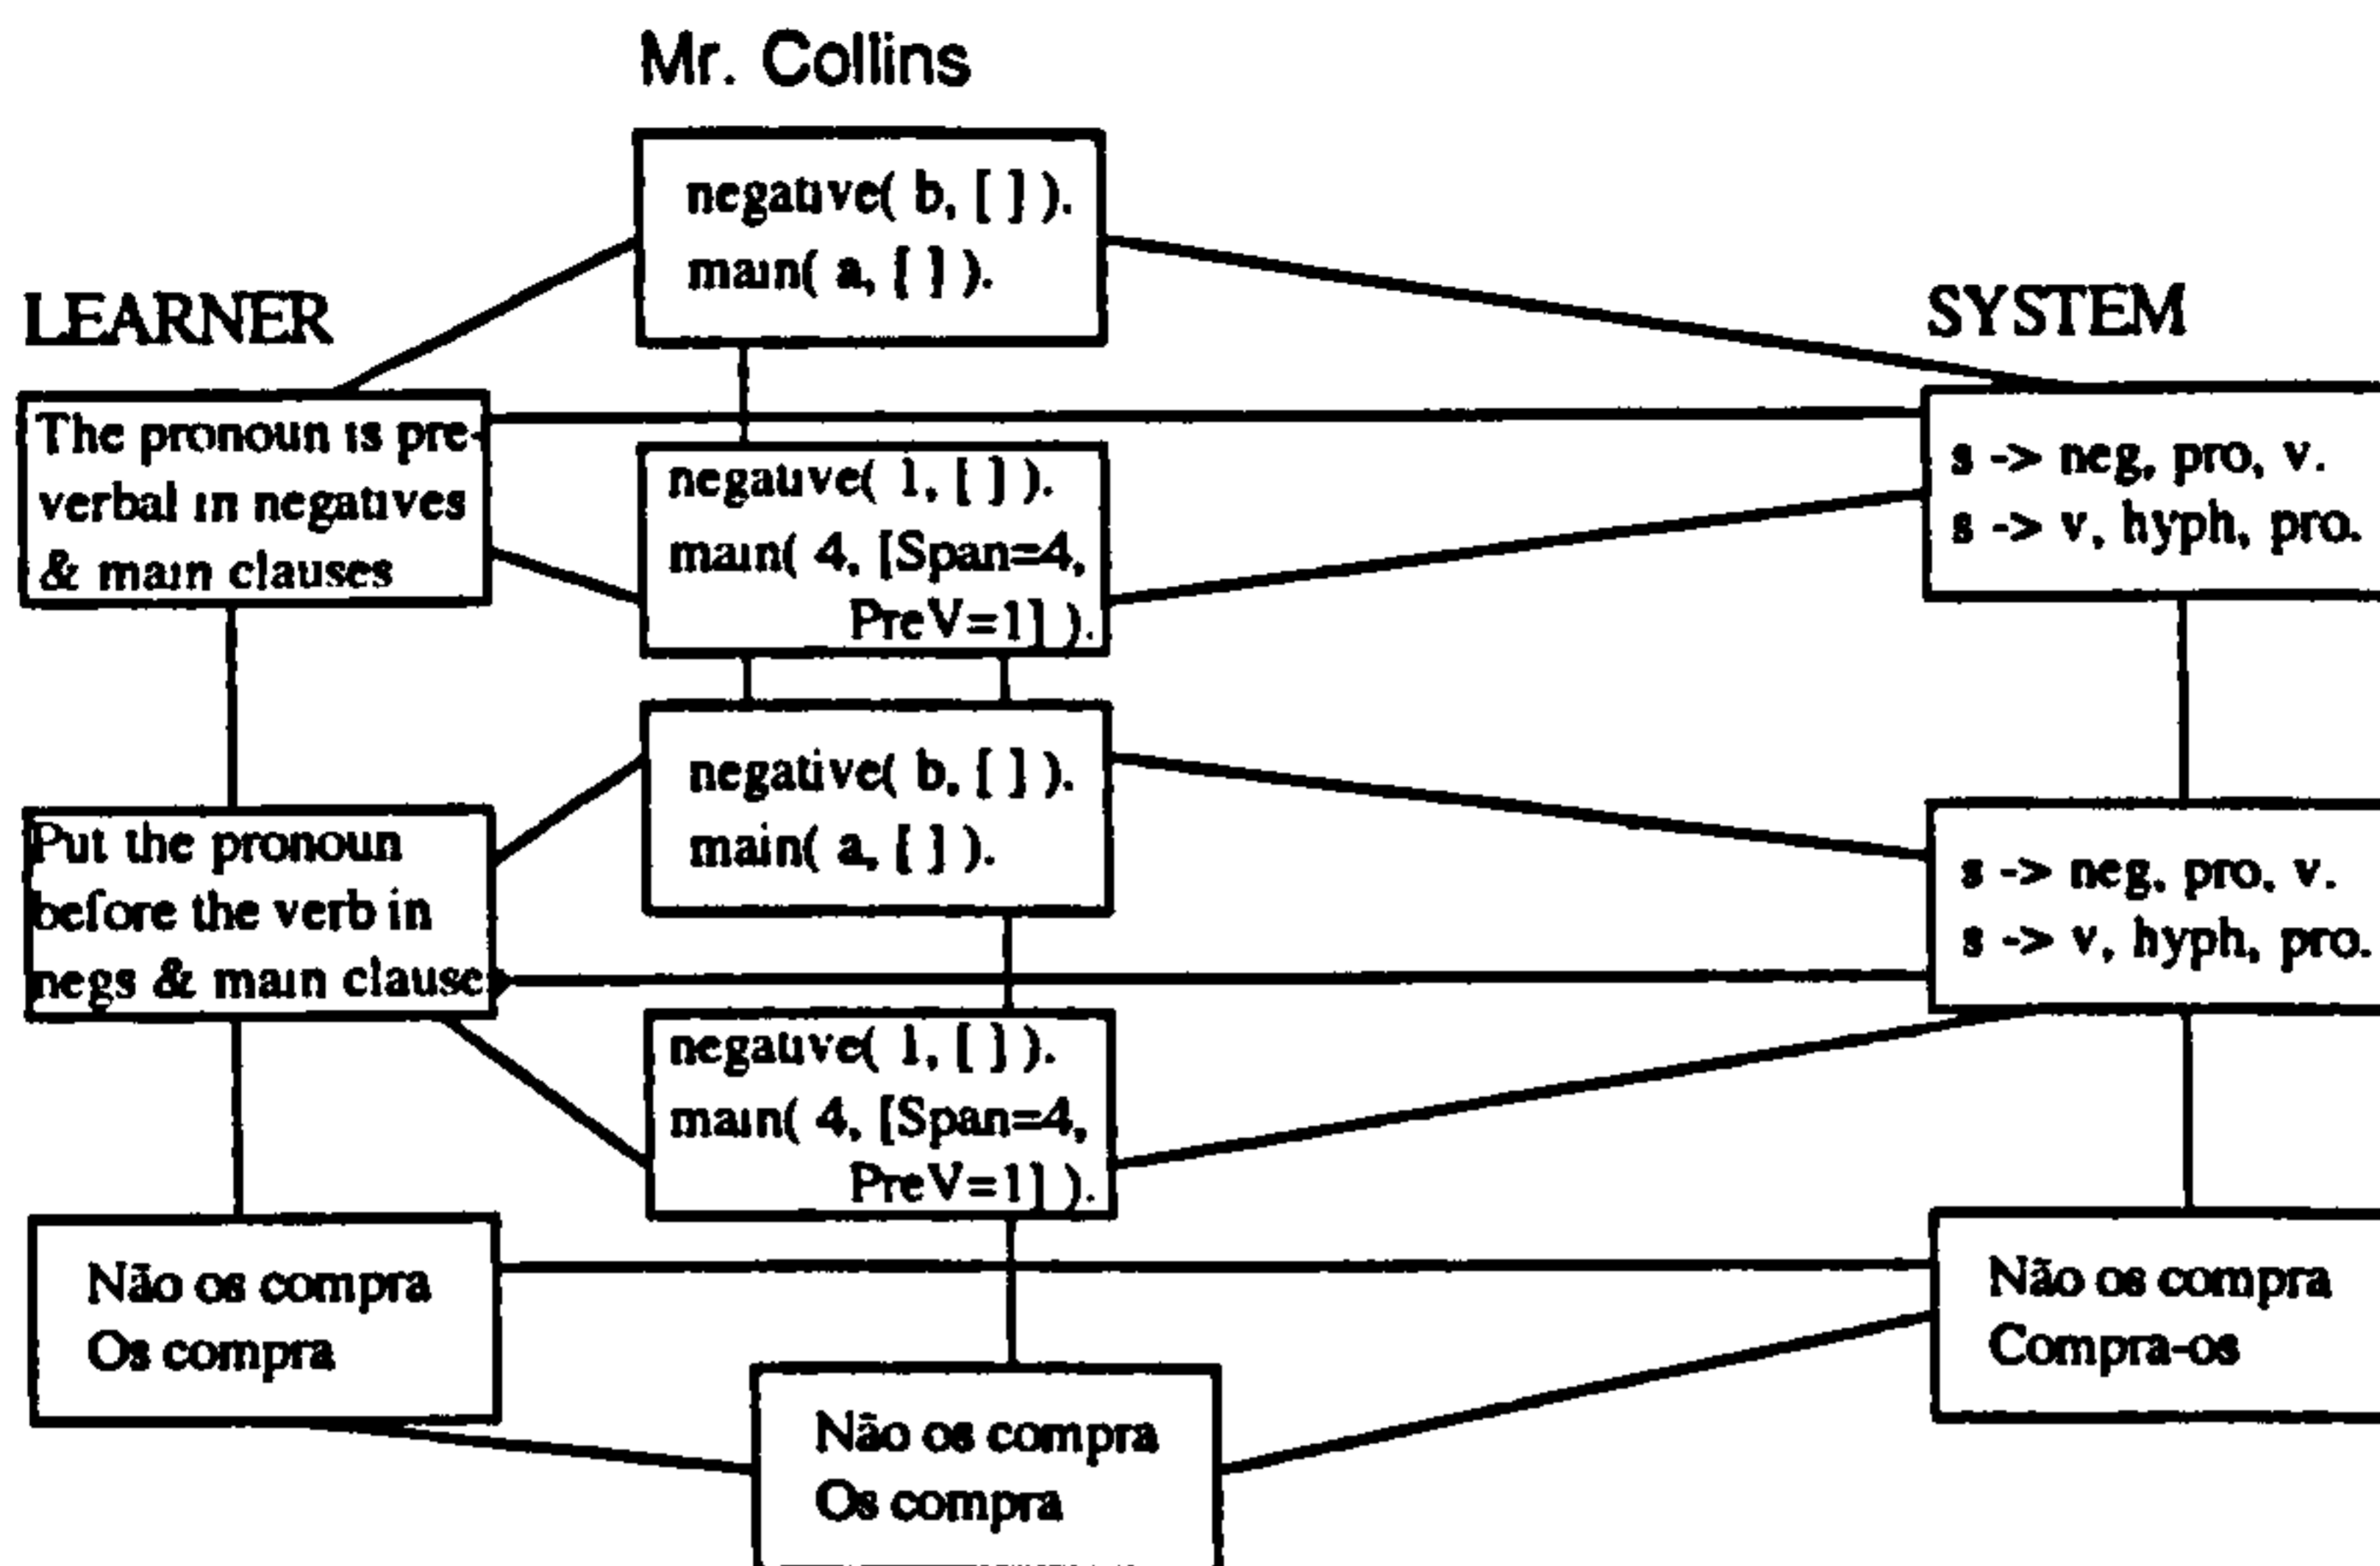 Mr. Collins
negative( b, [ ] ).
main( a, [ ] ).
LEARNER
SYSTEM
The pronoun is pre-
verbal in negatives
& main clauses
negative( 1, [ ] ).
main( 4, [Span=4,
PreV=1] ).
s -> neg, pro, v.
s -> v, hyph, pro.
negative( b, [ ] ).
main( a, [ ] ).
Put the pronoun
before the verb in
negs & main clause
s -> neg, pro, v.
s -> v, hyph, pro.
negative( 1, [ ] ).
main( 4, [Span=4,
PreV=1] ).
Não os compra
Os compra
Não os compra
Compra-os
Não os compra
Os compra